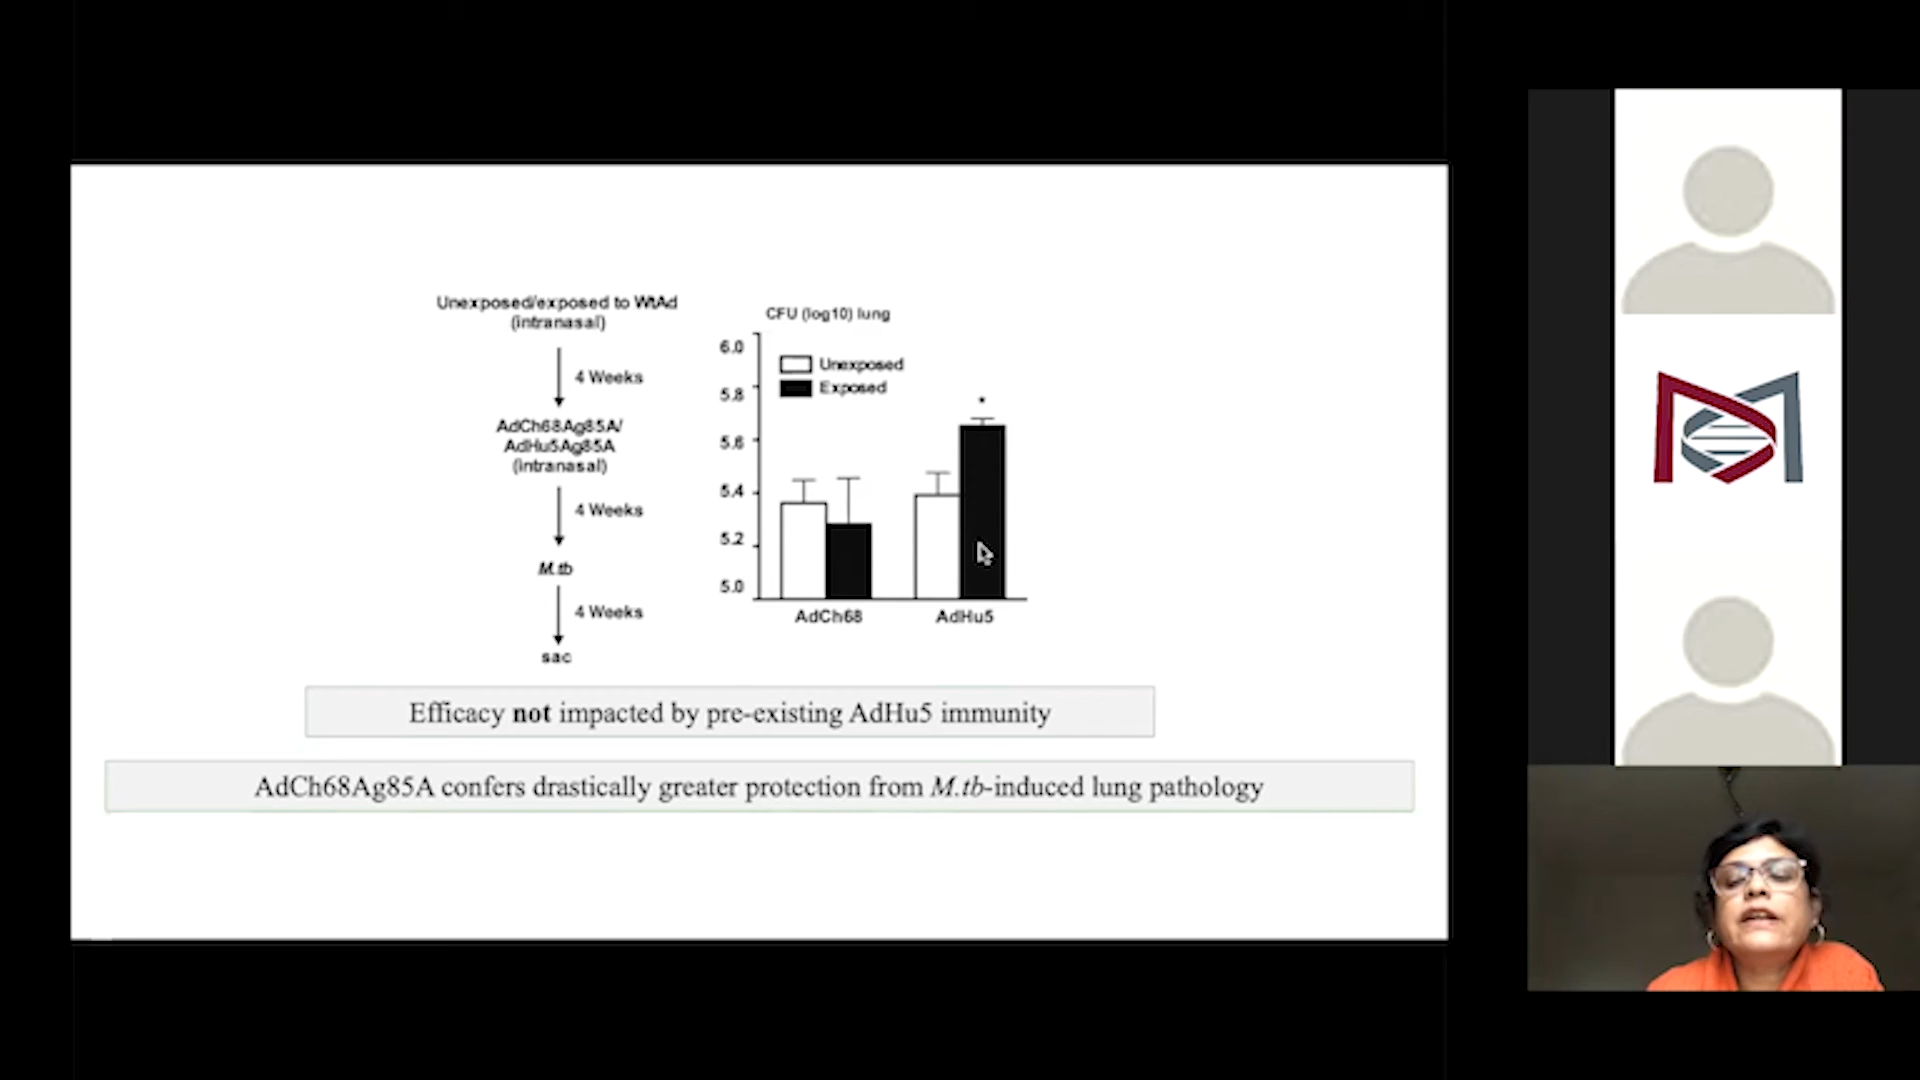 Unexposed/exposed to WtAd
(intranasal)
4 Weeks
AdCh68Ag85A/
AdHu5Ag85A
(intranasal)
4 Weeks
M.tb
4 Weeks
sac
CFU (log10) lung
6.0
5.8
5.6
5.4
5.2
5.0
Unexposed
Exposed
*
AdCh68
AdHu5
Efficacy not impacted by pre-existing AdHu5 immunity
AdCh68Ag85A confers drastically greater protection from M.tb-induced lung pathology